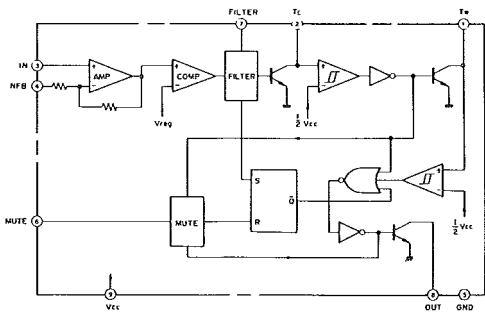 FILTER
7
TC
2
TW
1
IN
3
NFB
4
AMP
COMP
FILTER
Vreg
1/2 Vcc
S
R
Q̄
MUTE
6
MUTE
1/2 Vcc
9
Vcc
8
OUT
5
GND